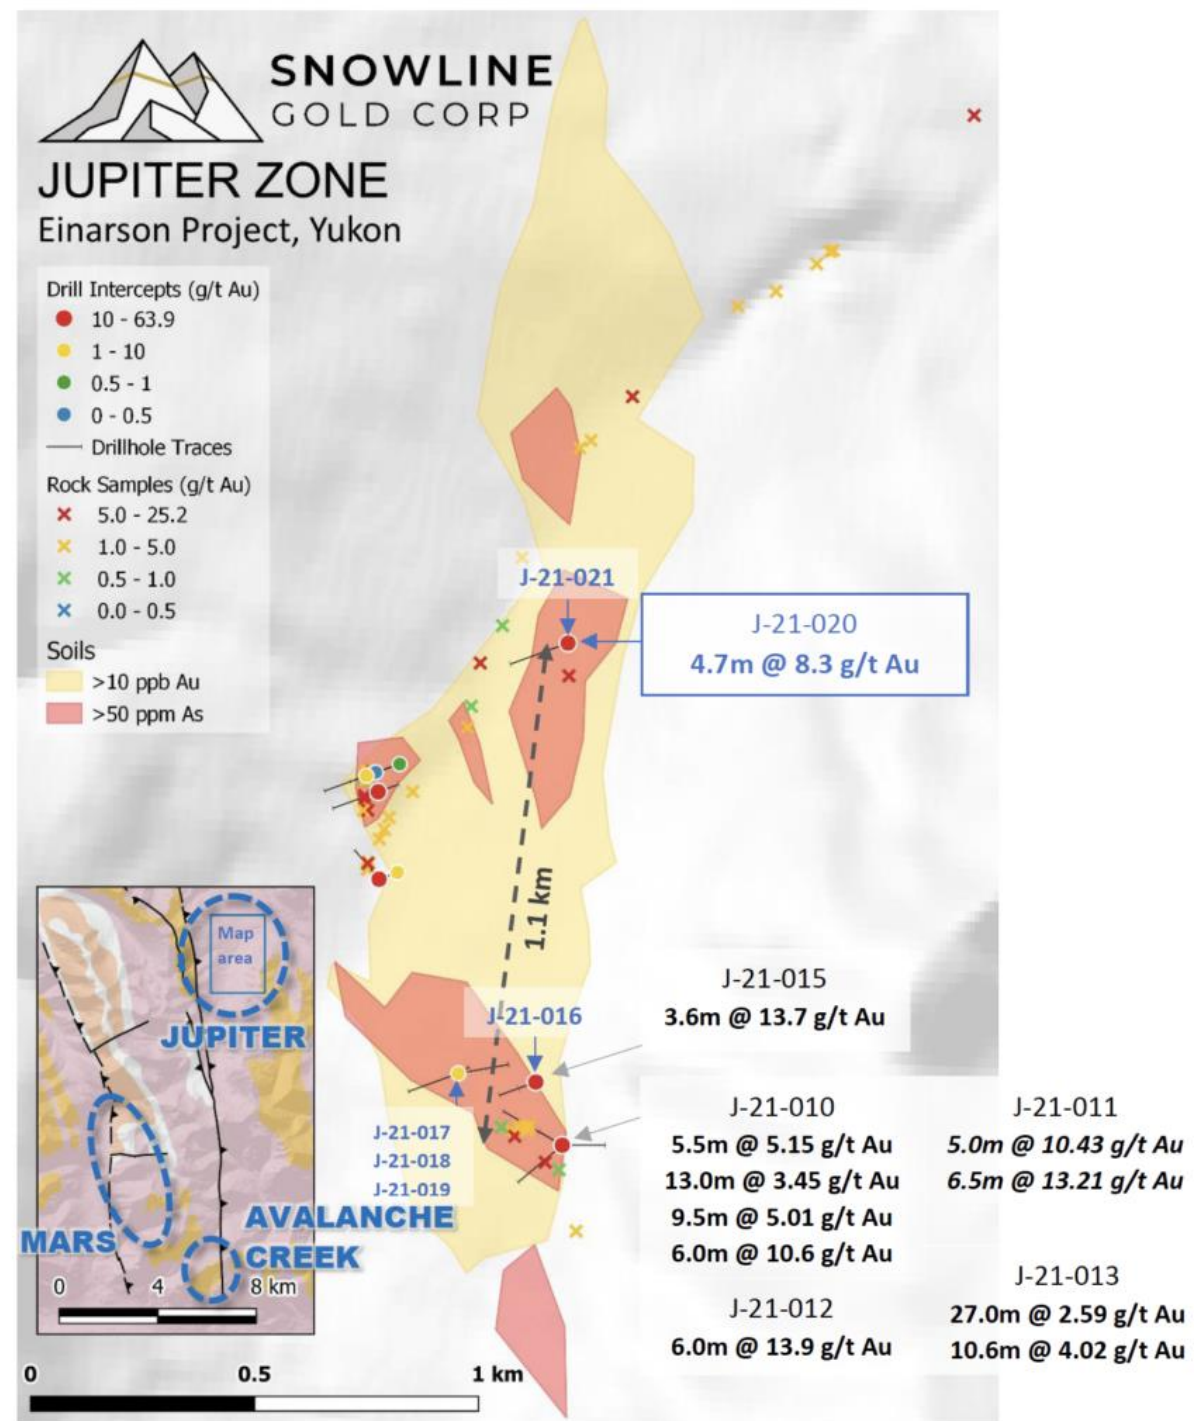 SNOWLINE
GOLD CORP
JUPITER ZONE
Einarson Project, Yukon
Drill Intercepts (g/t Au)
10 - 63.9
1 - 10
0.5 - 1
0 - 0.5
Drillhole Traces
Rock Samples (g/t Au)
5.0 - 25.2
1.0 - 5.0
0.5 - 1.0
0.0 - 0.5
Soils
>10 ppb Au
>50 ppm As
J-21-021
J-21-020
4.7m @ 8.3 g/t Au
1.1 km
J-21-015
3.6m @ 13.7 g/t Au
J-21-016
J-21-017
J-21-018
J-21-019
J-21-010
5.5m @ 5.15 g/t Au
13.0m @ 3.45 g/t Au
9.5m @ 5.01 g/t Au
6.0m @ 10.6 g/t Au
J-21-011
5.0m @ 10.43 g/t Au
6.5m @ 13.21 g/t Au
J-21-012
6.0m @ 13.9 g/t Au
J-21-013
27.0m @ 2.59 g/t Au
10.6m @ 4.02 g/t Au
Map
area
JUPITER
MARS
AVALANCHE
CREEK
0 4 8 km
0 0.5 1 km